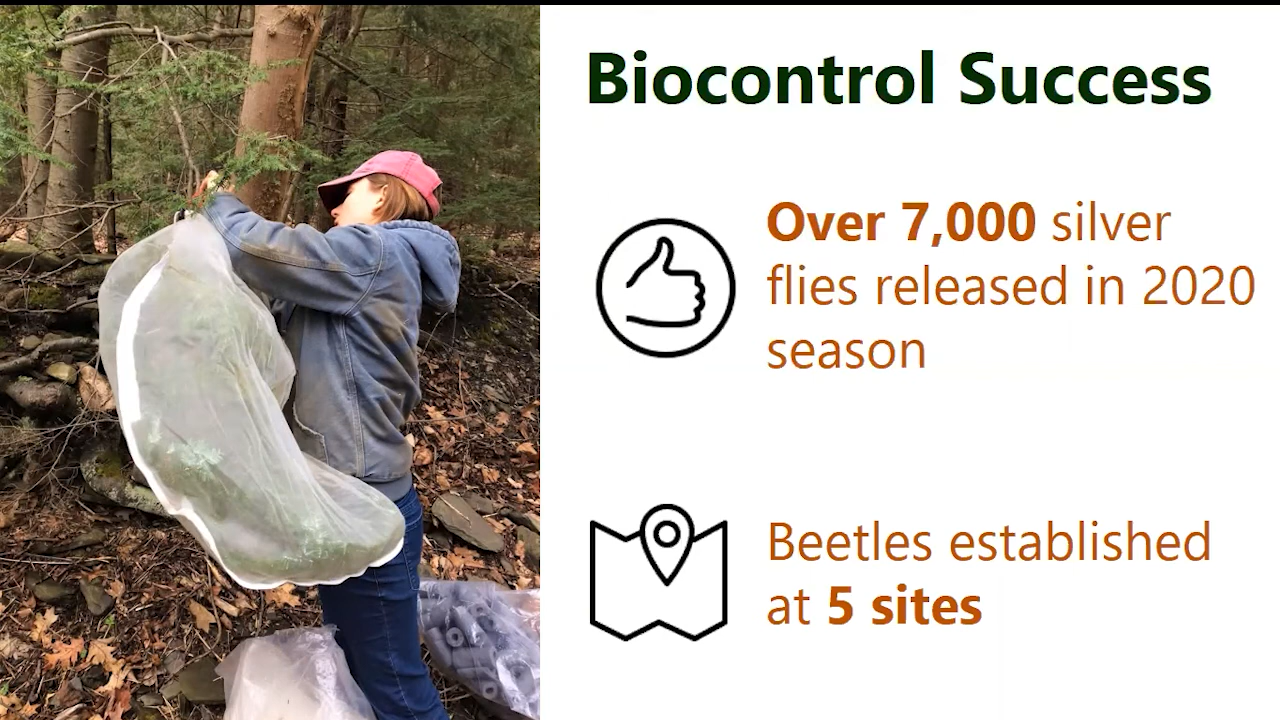 Biocontrol Success
Over 7,000 silver
flies released in 2020
season
Beetles established
at 5 sites